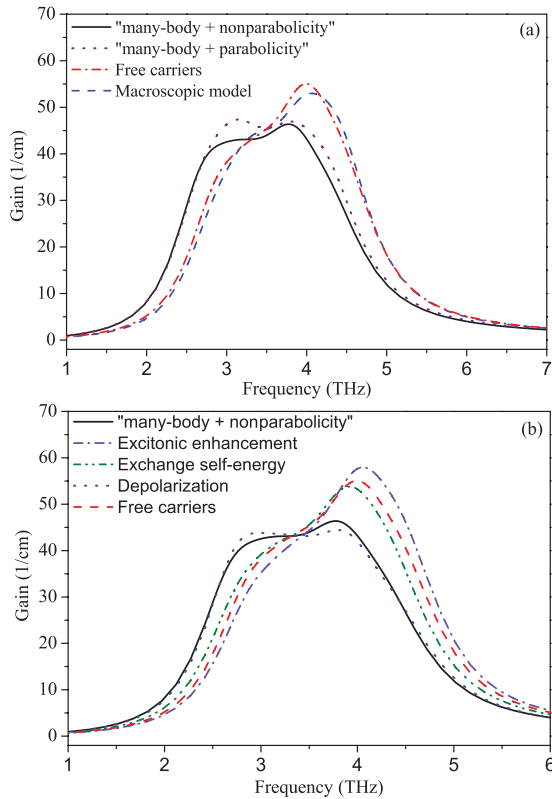 (a)
"many-body + nonparabolicity"
"many-body + parabolicity"
Free carriers
Macroscopic model
Gain (1/cm)
70
60
50
40
30
20
10
0
1 2 3 4 5 6 7
Frequency (THz)
(b)
"many-body + nonparabolicity"
Excitonic enhancement
Exchange self-energy
Depolarization
Free carriers
Gain (1/cm)
70
60
50
40
30
20
10
0
1 2 3 4 5 6
Frequency (THz)